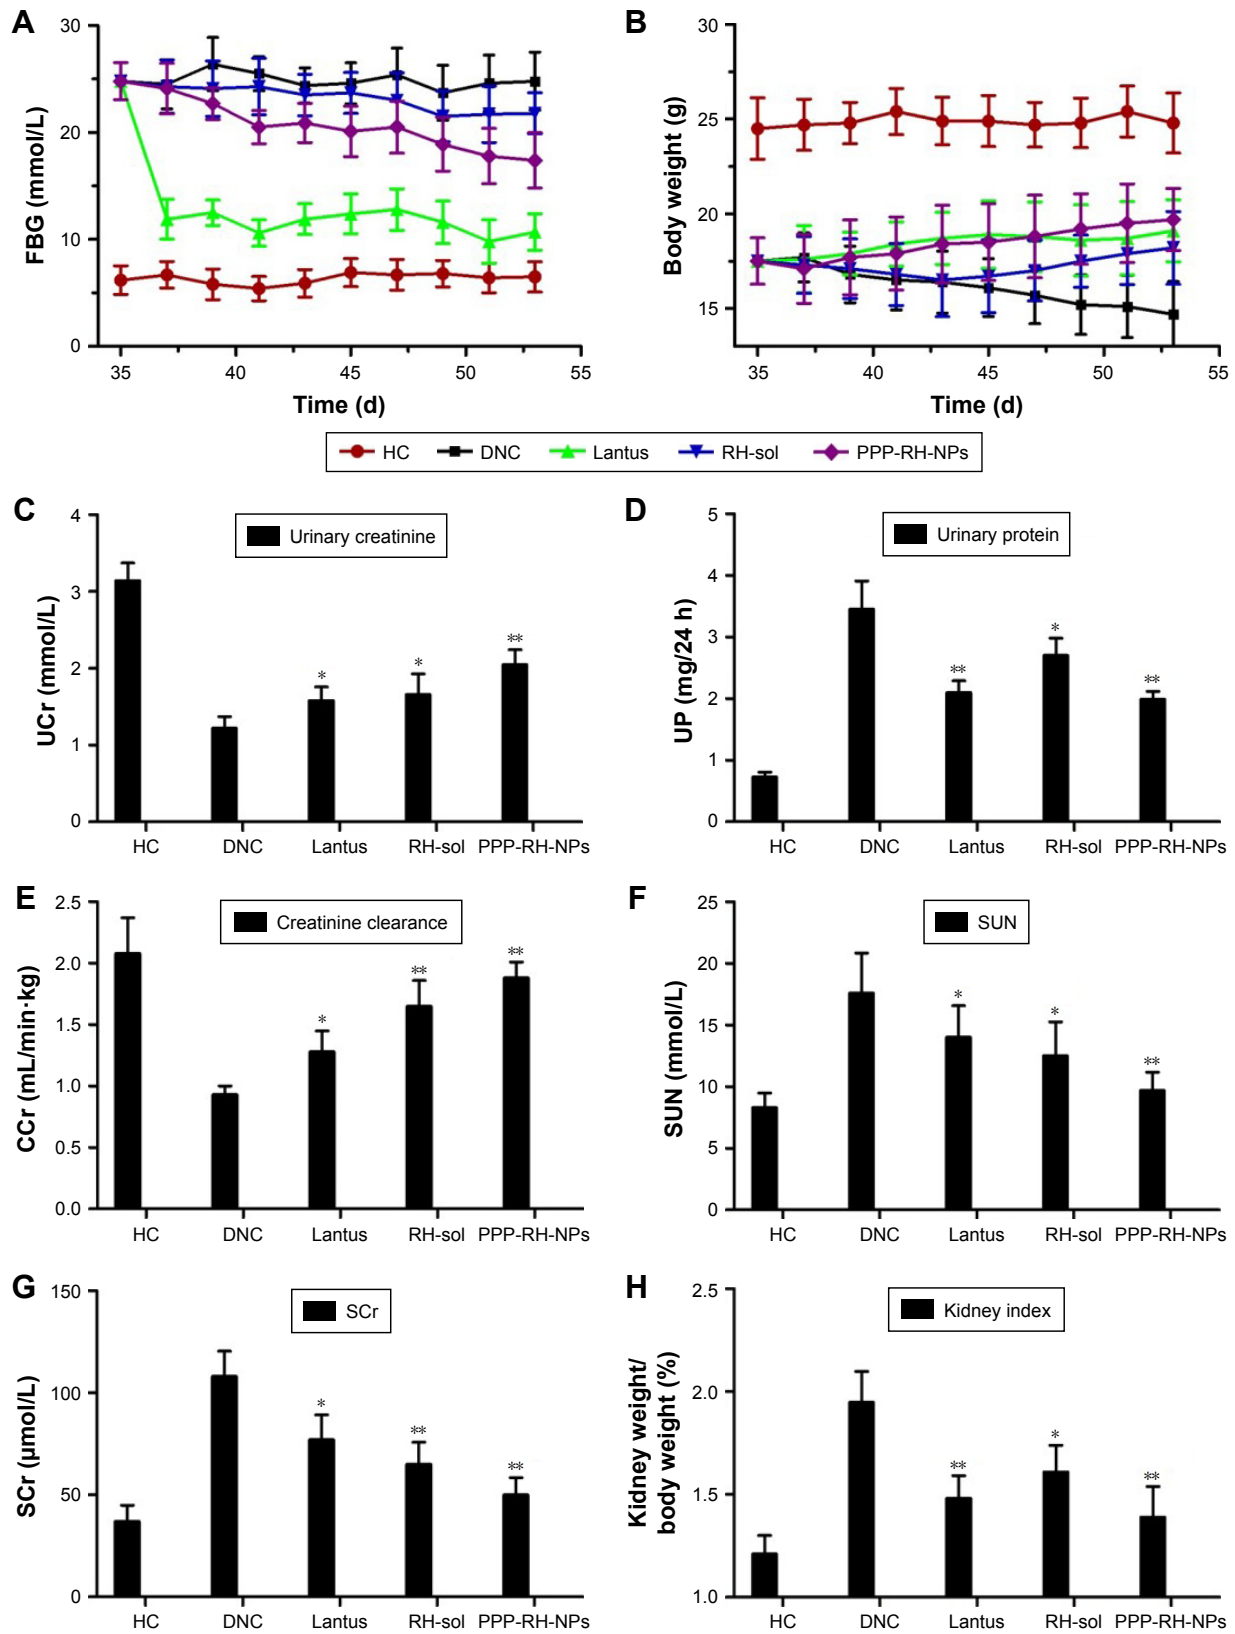 A
FBG (mmol/L)
30
20
10
0
35 40 45 50 55
Time (d)
B
Body weight (g)
30
25
20
15
35 40 45 50 55
Time (d)
HC DNC Lantus RH-sol PPP-RH-NPs
C
UCr (mmol/L)
4
3
2
1
0
Urinary creatinine
* * **
HC DNC Lantus RH-sol PPP-RH-NPs
D
UP (mg/24 h)
5
4
3
2
1
0
Urinary protein
** * **
HC DNC Lantus RH-sol PPP-RH-NPs
E
CCr (mL/min·kg)
2.5
2.0
1.5
1.0
0.5
0.0
Creatinine clearance
* ** **
HC DNC Lantus RH-sol PPP-RH-NPs
F
SUN (mmol/L)
25
20
15
10
5
0
SUN
* * **
HC DNC Lantus RH-sol PPP-RH-NPs
G
SCr (µmol/L)
150
100
50
0
SCr
* ** **
HC DNC Lantus RH-sol PPP-RH-NPs
H
Kidney weight/
body weight (%)
2.5
2.0
1.5
1.0
Kidney index
** * **
HC DNC Lantus RH-sol PPP-RH-NPs